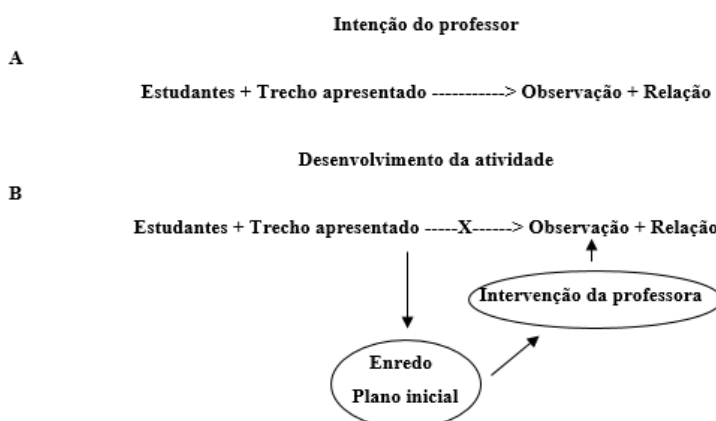 Intenção do professor
A
Estudantes + Trecho apresentado -----------> Observação + Relação
Desenvolvimento da atividade
B
Estudantes + Trecho apresentado -----X------> Observação + Relação
Intervenção da professora
Enredo
Plano inicial